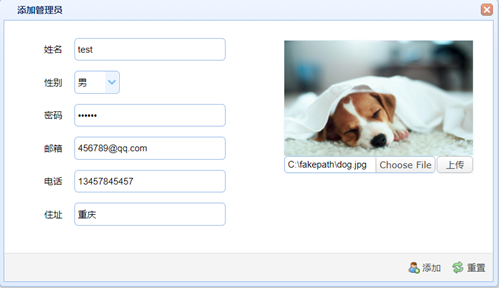 添加管理员
姓名 test
性别 男
密码 ••••••
邮箱 456789@qq.com
电话 13457845457
住址 重庆
C:\fakepath\dog.jpg Choose File 上传
添加 重置